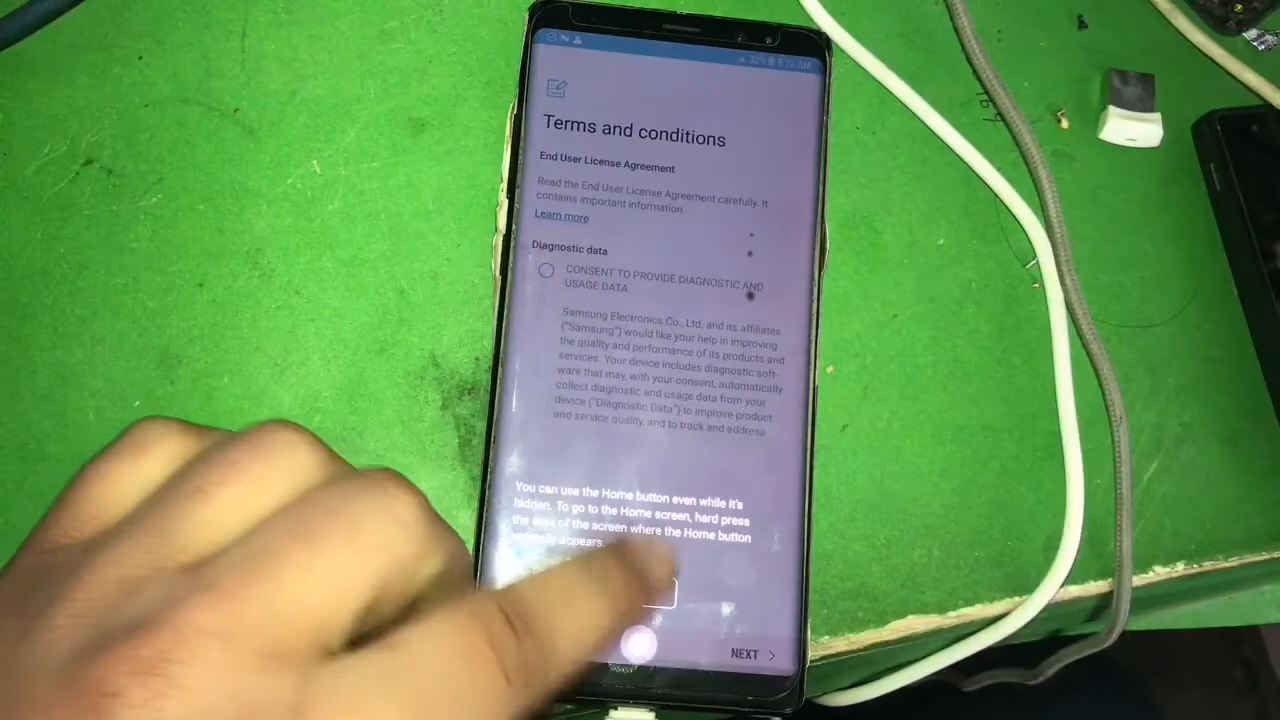 32% 5:12 AM
Terms and conditions
End User License Agreement
Read the End User License Agreement carefully. It
contains important information.
Learn more
Diagnostic data
CONSENT TO PROVIDE DIAGNOSTIC AND
USAGE DATA
Samsung Electronics Co., Ltd. and its affiliates
("Samsung") would like your help in improving
the quality and performance of its products and
services. Your device includes diagnostic soft-
ware that may, with your consent, automatically
collect diagnostic and usage data from your
device ("Diagnostic Data") to improve product
and service quality, and to track and address
You can use the Home button even while it's
hidden. To go to the Home screen, hard press
the area of the screen where the Home button
appears.
NEXT